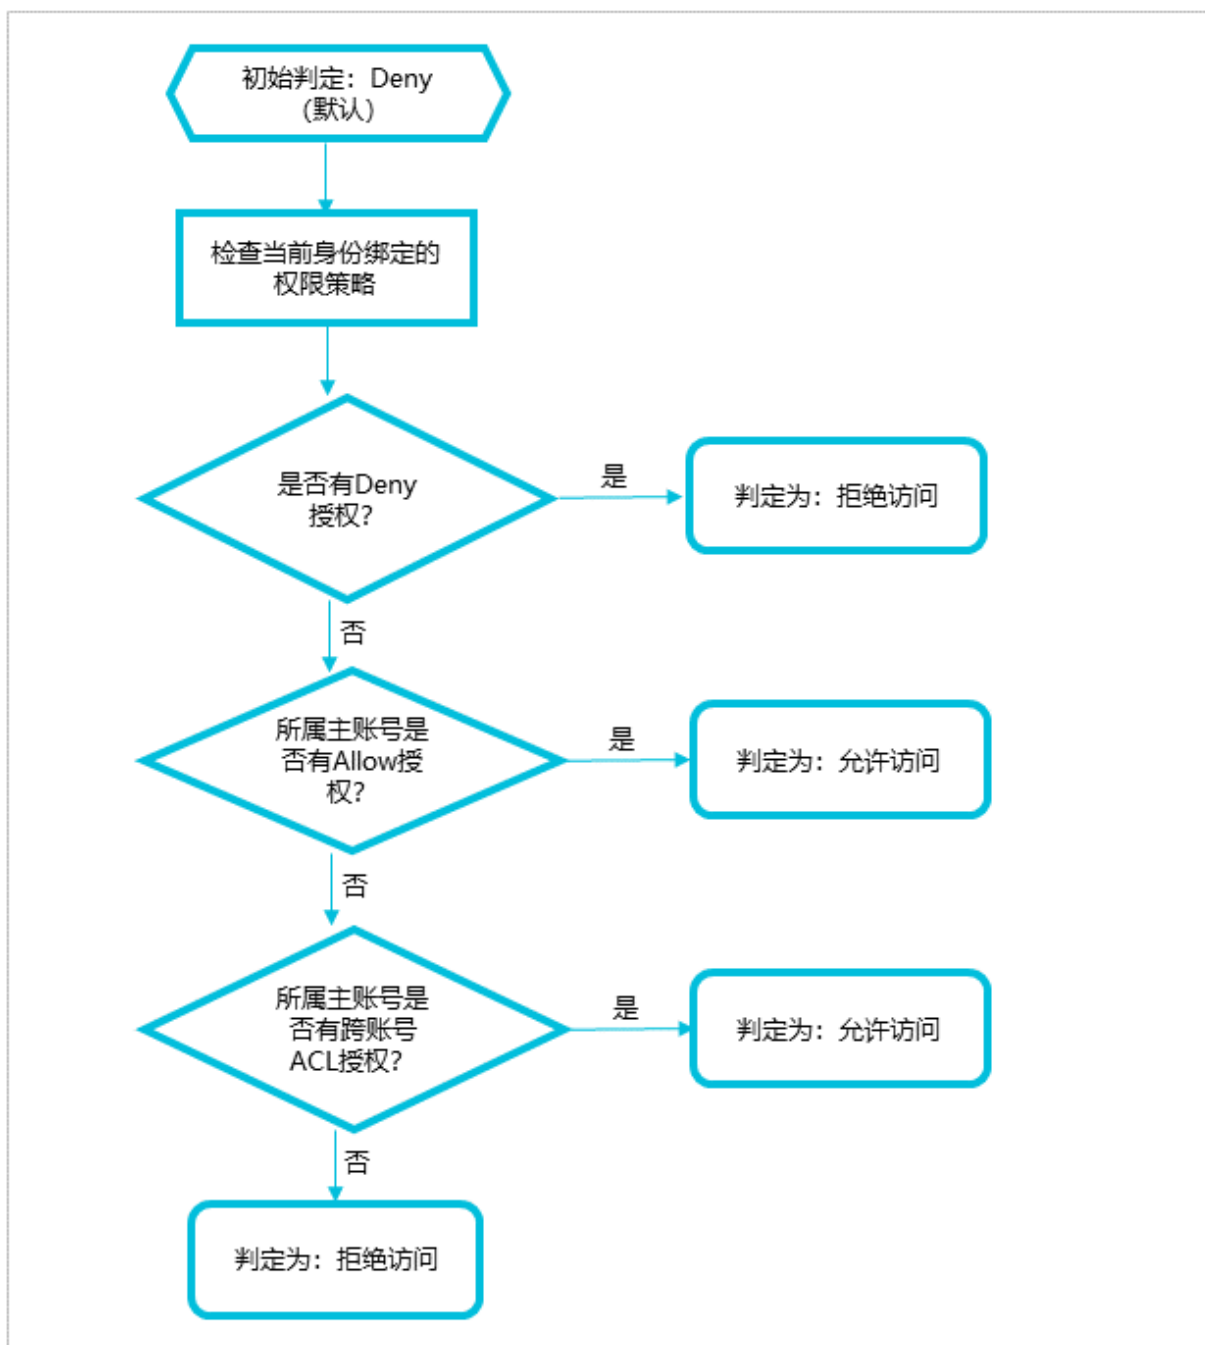 初始判定：Deny
（默认）
检查当前身份绑定的
权限策略
是否有Deny
授权？
是
判定为：拒绝访问
否
所属主账号是
否有Allow授
权？
是
判定为：允许访问
否
所属主账号是
否有跨账号
ACL授权？
是
判定为：允许访问
否
判定为：拒绝访问